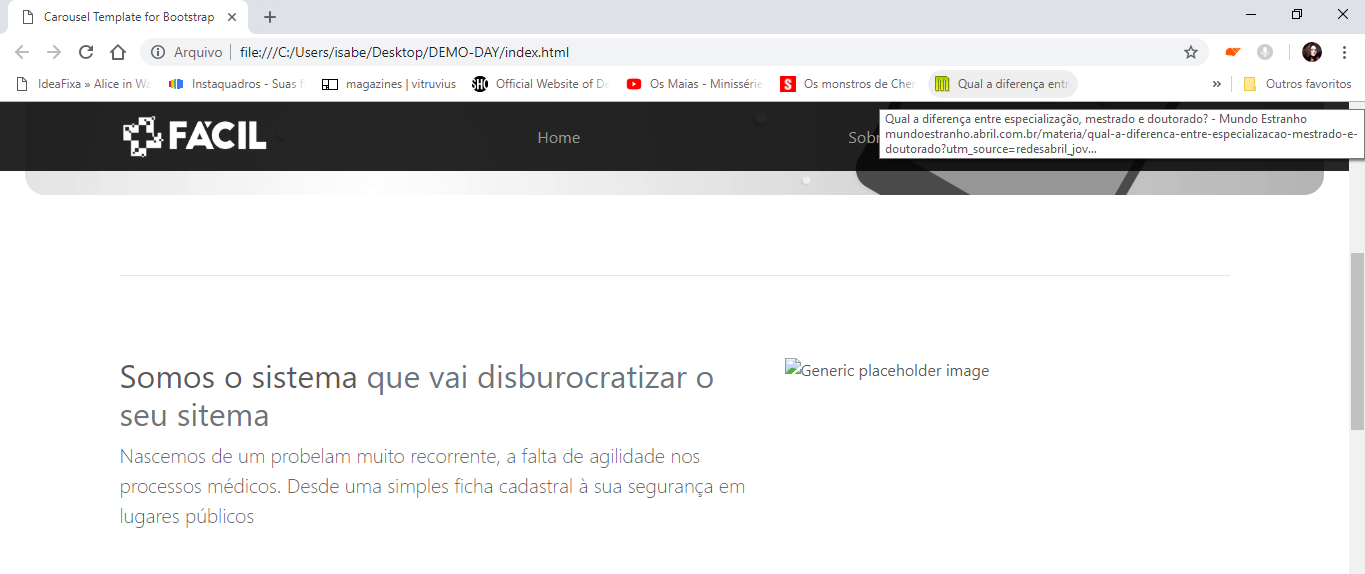 Carousel Template for Bootstrap
Arquivo file:///C:/Users/isabe/Desktop/DEMO-DAY/index.html
IdeaFixa » Alice in Wa Instaquadros - Suas f magazines | vitruvius Official Website of De Os Maias - Minissérie Os monstros de Cher Qual a diferença entr » Outros favoritos
FÁCIL Home Sobr
Qual a diferença entre especialização, mestrado e doutorado? - Mundo Estranho
mundoestranho.abril.com.br/materia/qual-a-diferenca-entre-especializacao-mestrado-e-
doutorado?utm_source=redesabril_jov...
Somos o sistema que vai disburocratizar o
seu sitema
Generic placeholder image
Nascemos de um probelam muito recorrente, a falta de agilidade nos
processos médicos. Desde uma simples ficha cadastral à sua segurança em
lugares públicos